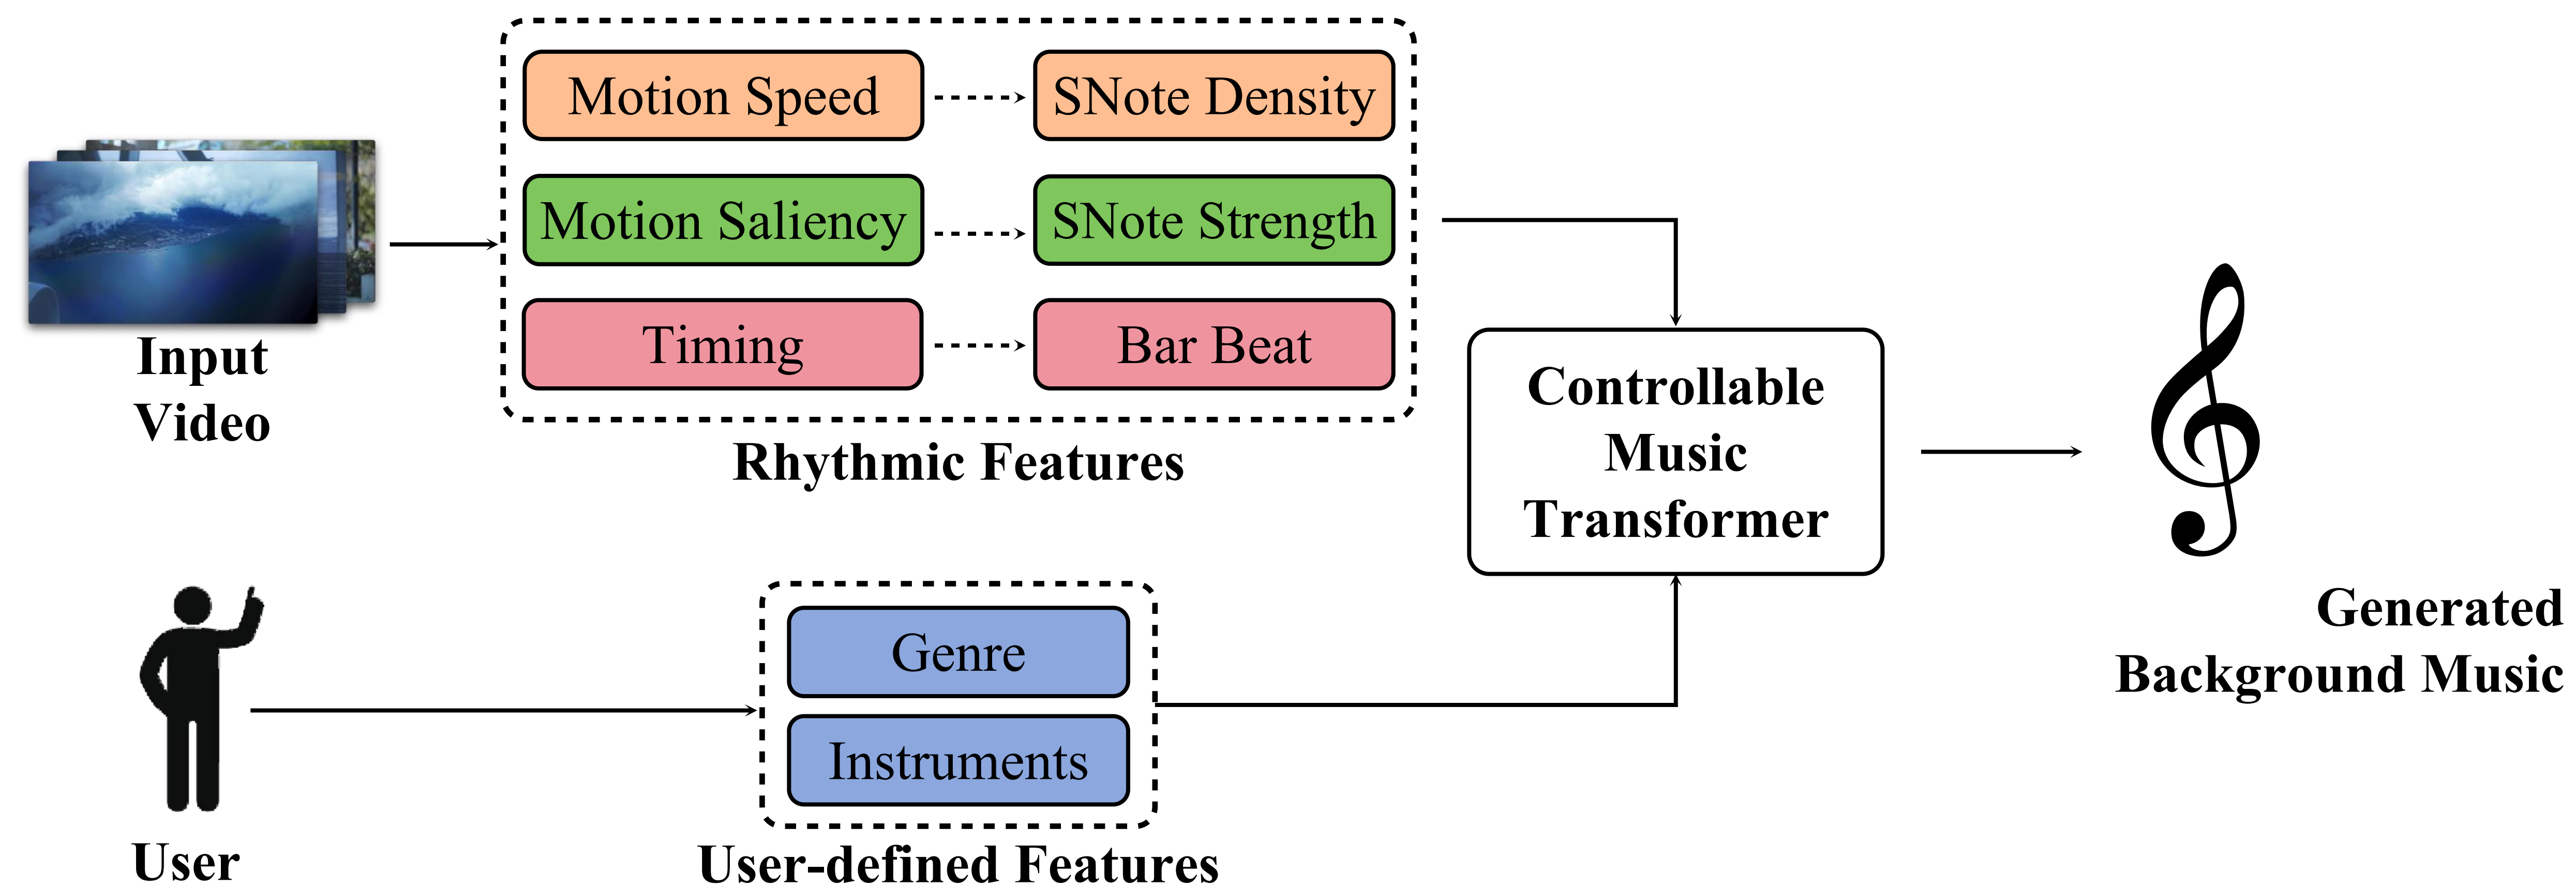 Motion Speed
SNote Density
Motion Saliency
SNote Strength
Timing
Bar Beat
Input
Video
Rhythmic Features
Controllable
Music
Transformer
Genre
Instruments
User
User-defined Features
Generated
Background Music